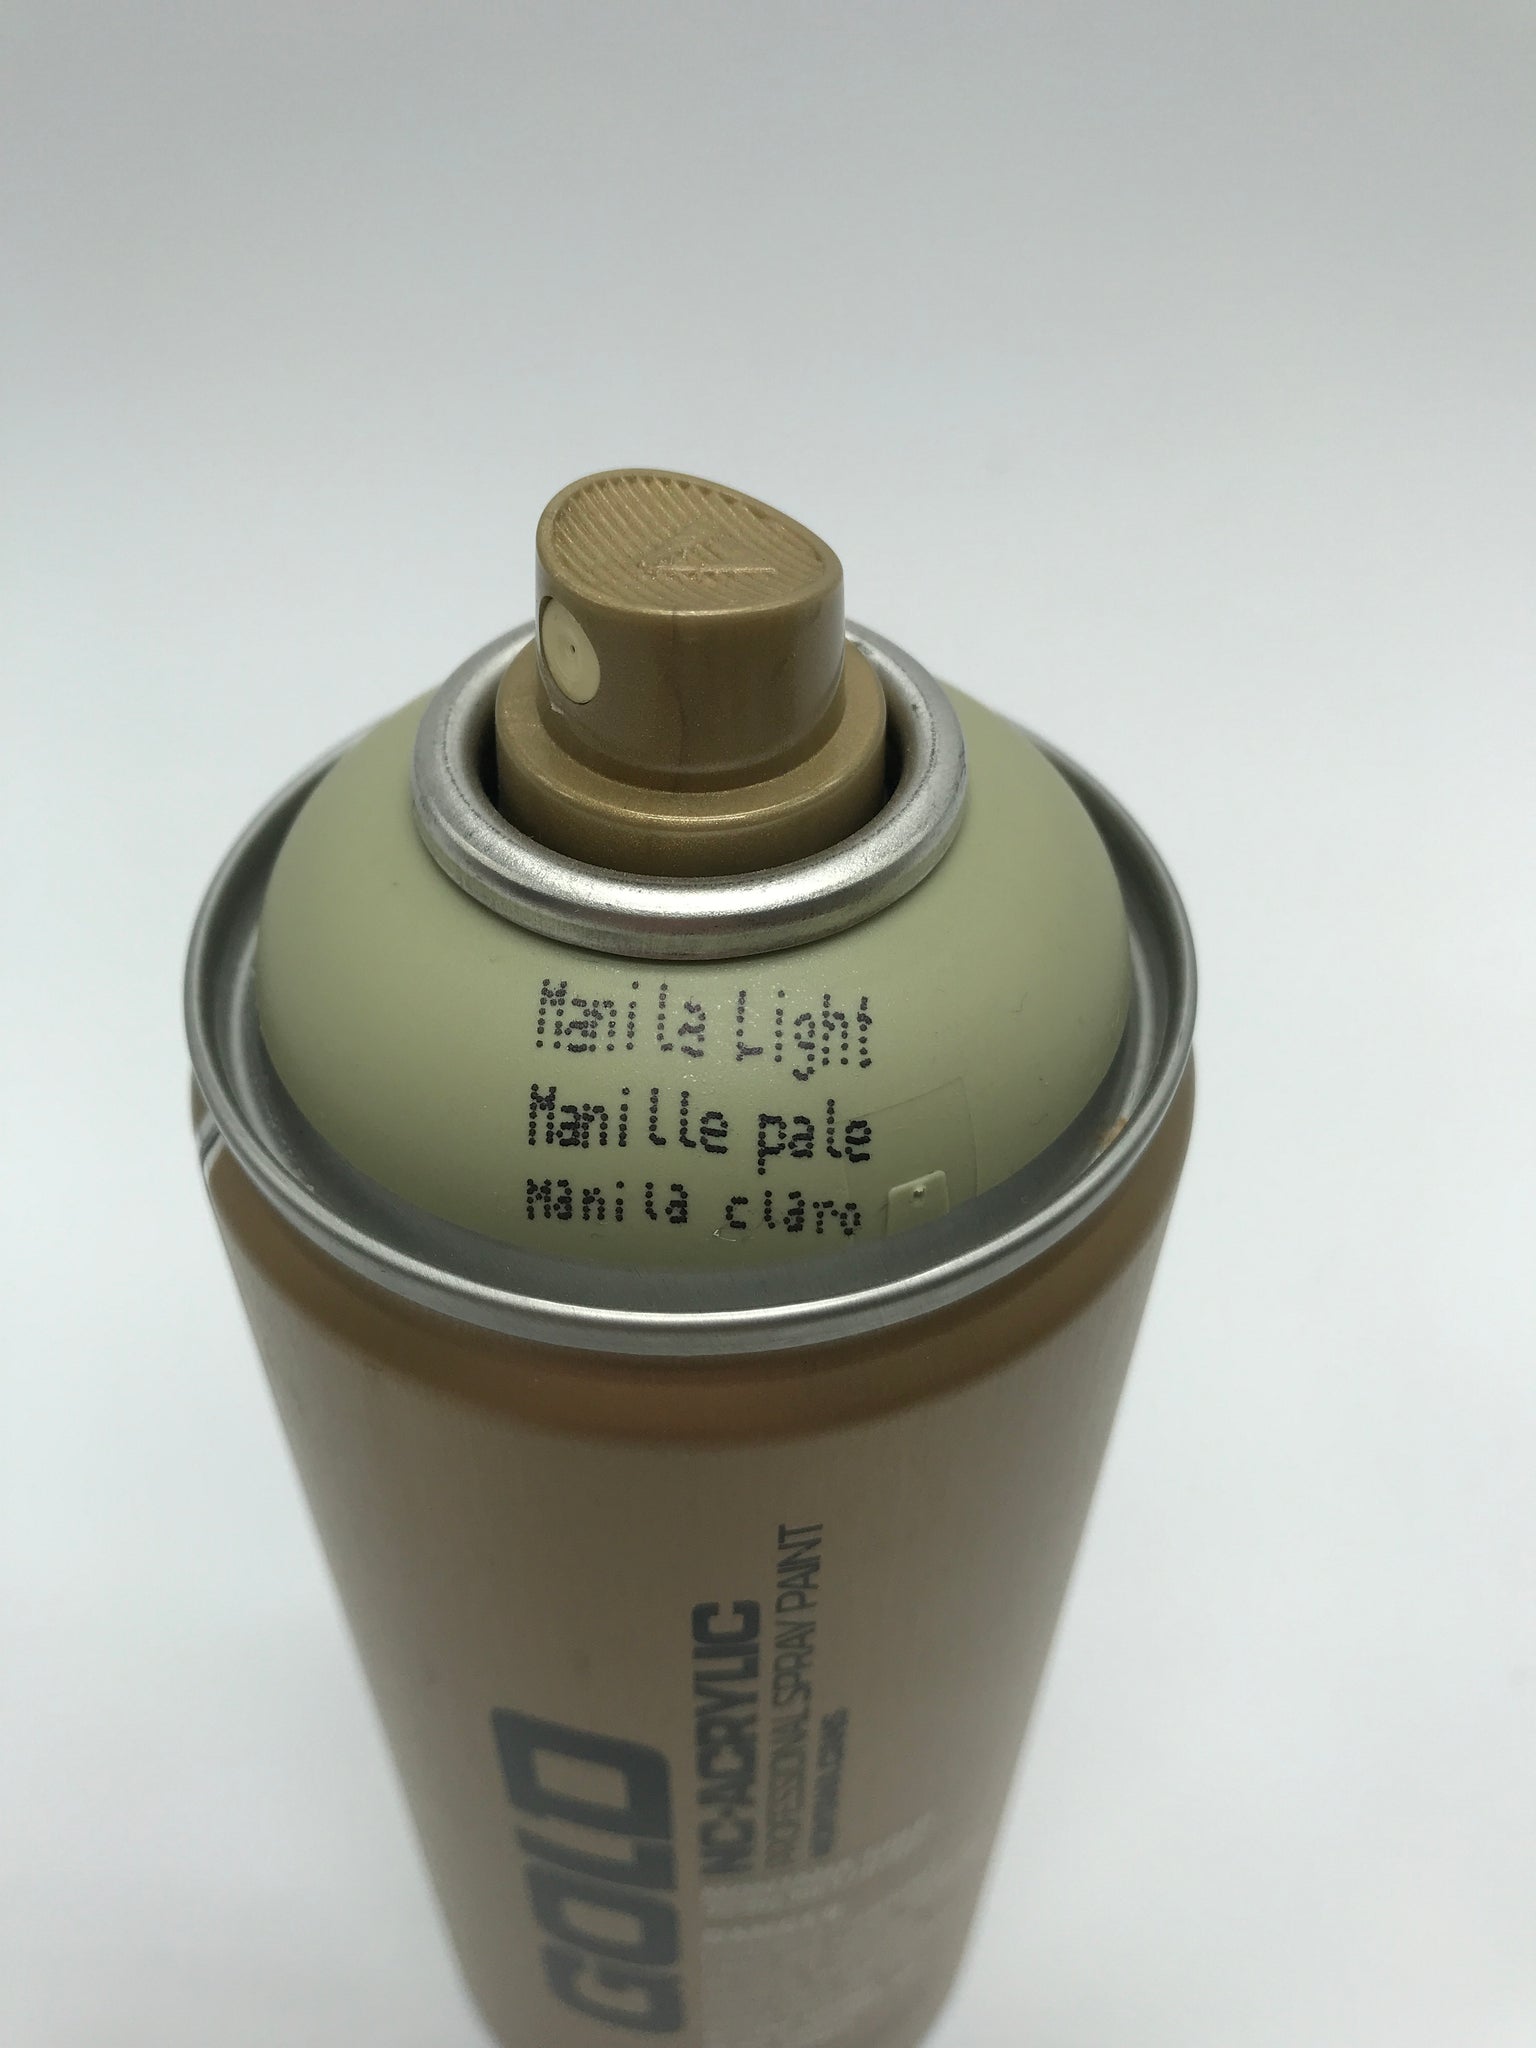 Manila Light
Manille pale
Manila claro
GOLD
NC-ACRYLIC
PROFESSIONAL SPRAY PAINT